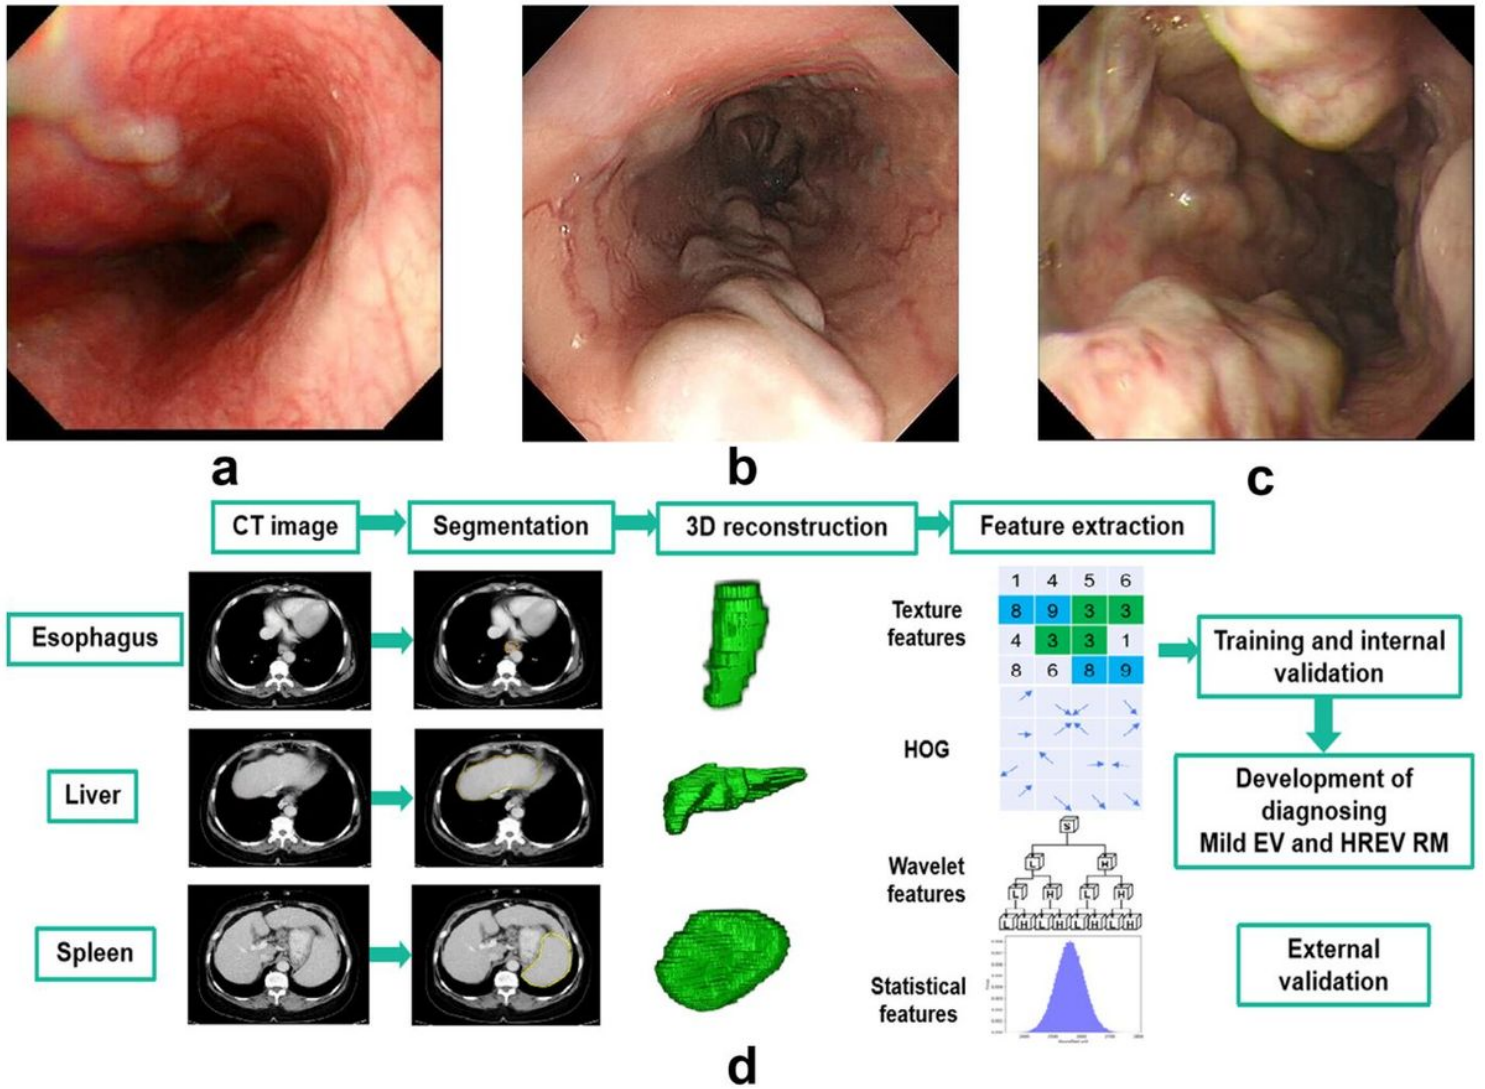 a
b
c
CT image
Segmentation
3D reconstruction
Feature extraction
Esophagus
Liver
Spleen
Texture
features
1 4 5 6
8 9 3 3
4 3 3 1
8 6 8 9
HOG
Wavelet
features
S
L H
L H L H
L H L H L H L H
Statistical
features
Training and internal
validation
Development of
diagnosing
Mild EV and HREV RM
External
validation
d